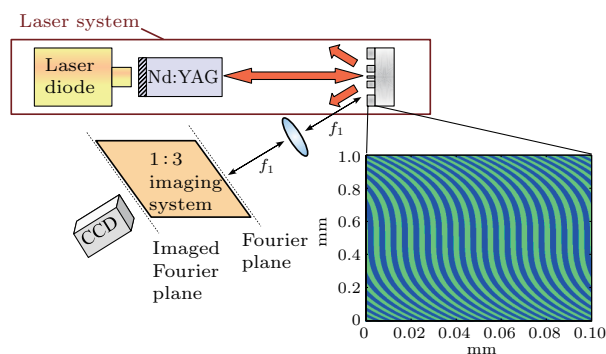 Laser system
Laser
diode
Nd:YAG
f₁
f₁
1:3
imaging
system
CCD
Imaged
Fourier
plane
Fourier
plane
1.0
0.8
0.6
0.4
0.2
0
mm
0
0.02
0.04
0.06
0.08
0.10
mm